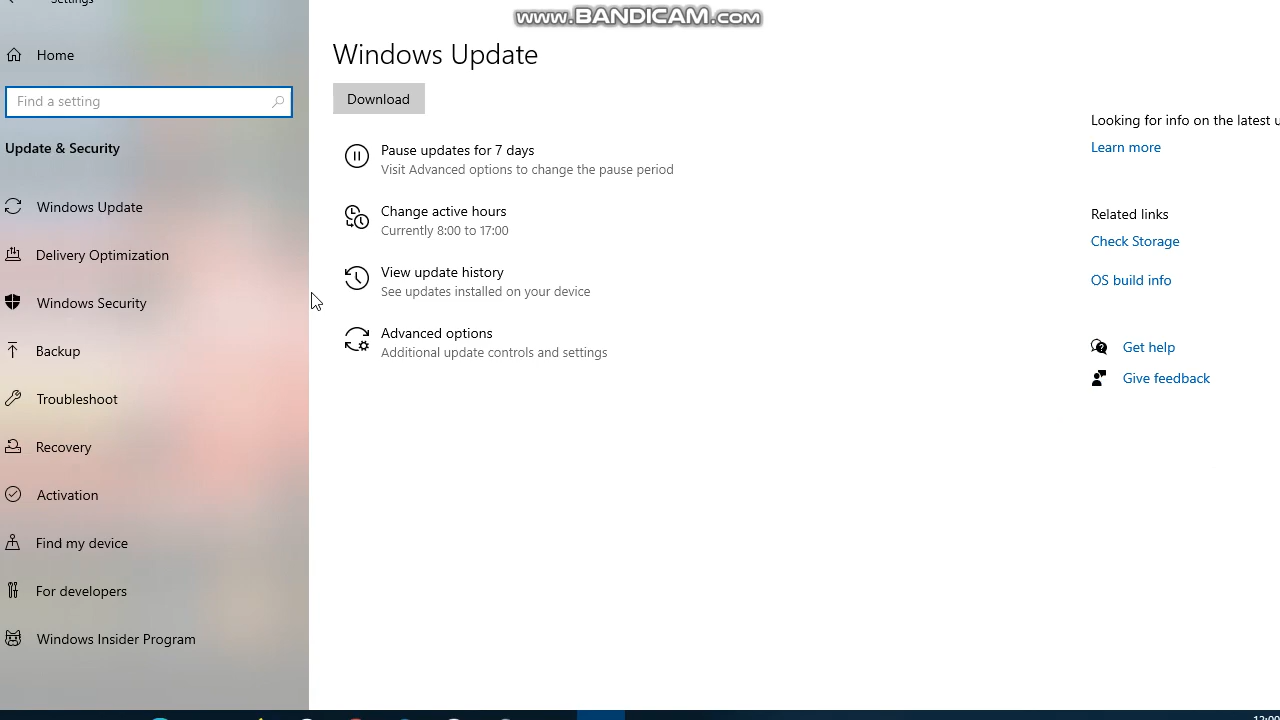 Settings
www.BANDICAM.com
Home
Find a setting
Update & Security
Windows Update
Delivery Optimization
Windows Security
Backup
Troubleshoot
Recovery
Activation
Find my device
For developers
Windows Insider Program
Windows Update
Download
Pause updates for 7 days
Visit Advanced options to change the pause period
Change active hours
Currently 8:00 to 17:00
View update history
See updates installed on your device
Advanced options
Additional update controls and settings
Looking for info on the latest u
Learn more
Related links
Check Storage
OS build info
Get help
Give feedback